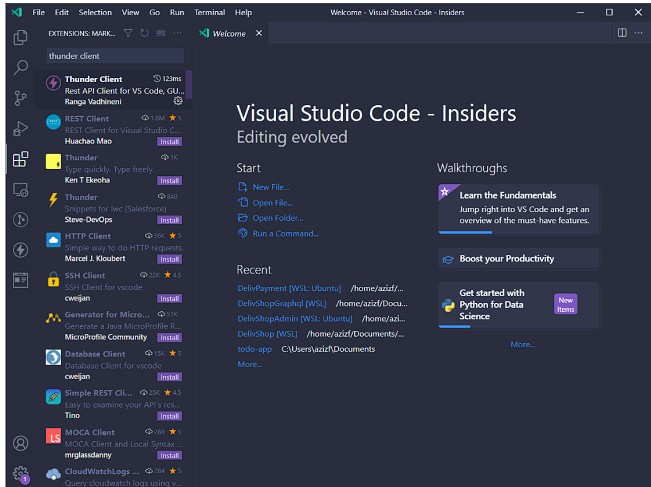 File Edit Selection View Go Run Terminal Help Welcome - Visual Studio Code - Insiders
EXTENSIONS: MARK...
Welcome
thunder client
Thunder Client 123ms
Rest API Client for VS Code, GU...
Ranga Vadhineni
REST Client 1.8M 5
REST Client for Visual Studio C...
Huachao Mao Install
Thunder 1K
Type quickly. Type freely.
Ken T Ekeoha Install
Thunder 840
Snippets for lwc (Salesforce)
Steve-DevOps Install
HTTP Client 36K 5
Simple way to do HTTP requests.
Marcel J. Kloubert Install
SSH Client 22K 4.5
SSH Client for vscode
cweijan Install
Generator for Micro... 51K
Generate a Java MicroProfile R...
MicroProfile Community Install
Database Client 15K 5
Database Client for vscode
cweijan Install
Simple REST Cli... 25K 4.5
Easy to examine your API's res...
Tino Install
MOCA Client 288 5
MOCA Client and Local Syntax ...
mrglassdanny Install
CloudWatchLogs ... 284 5
Query cloudwatch logs using v...
1
Visual Studio Code - Insiders
Editing evolved
Start
New File...
Open File...
Open Folder...
Run a Command...
Recent
DelivPayment [WSL: Ubuntu] /home/azizf/...
DelivShopGraphql [WSL] /home/azizf/Docu...
DelivShopAdmin [WSL: Ubuntu] /home/azi...
DelivShop [WSL] /home/azizf/Documents/...
todo-app C:\Users\azizf\Documents
More...
Walkthroughs
Learn the Fundamentals
Jump right into VS Code and get an
overview of the must-have features.
Boost your Productivity
Get started with
Python for Data
Science
New
Items
More...